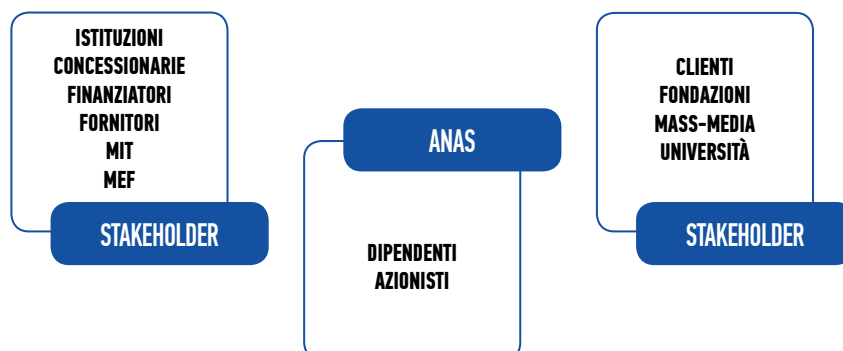 ISTITUZIONI
CONCESSIONARIE
FINANZIATORI
FORNITORI
MIT
MEF
STAKEHOLDER
ANAS
DIPENDENTI
AZIONISTI
CLIENTI
FONDAZIONI
MASS-MEDIA
UNIVERSITÀ
STAKEHOLDER